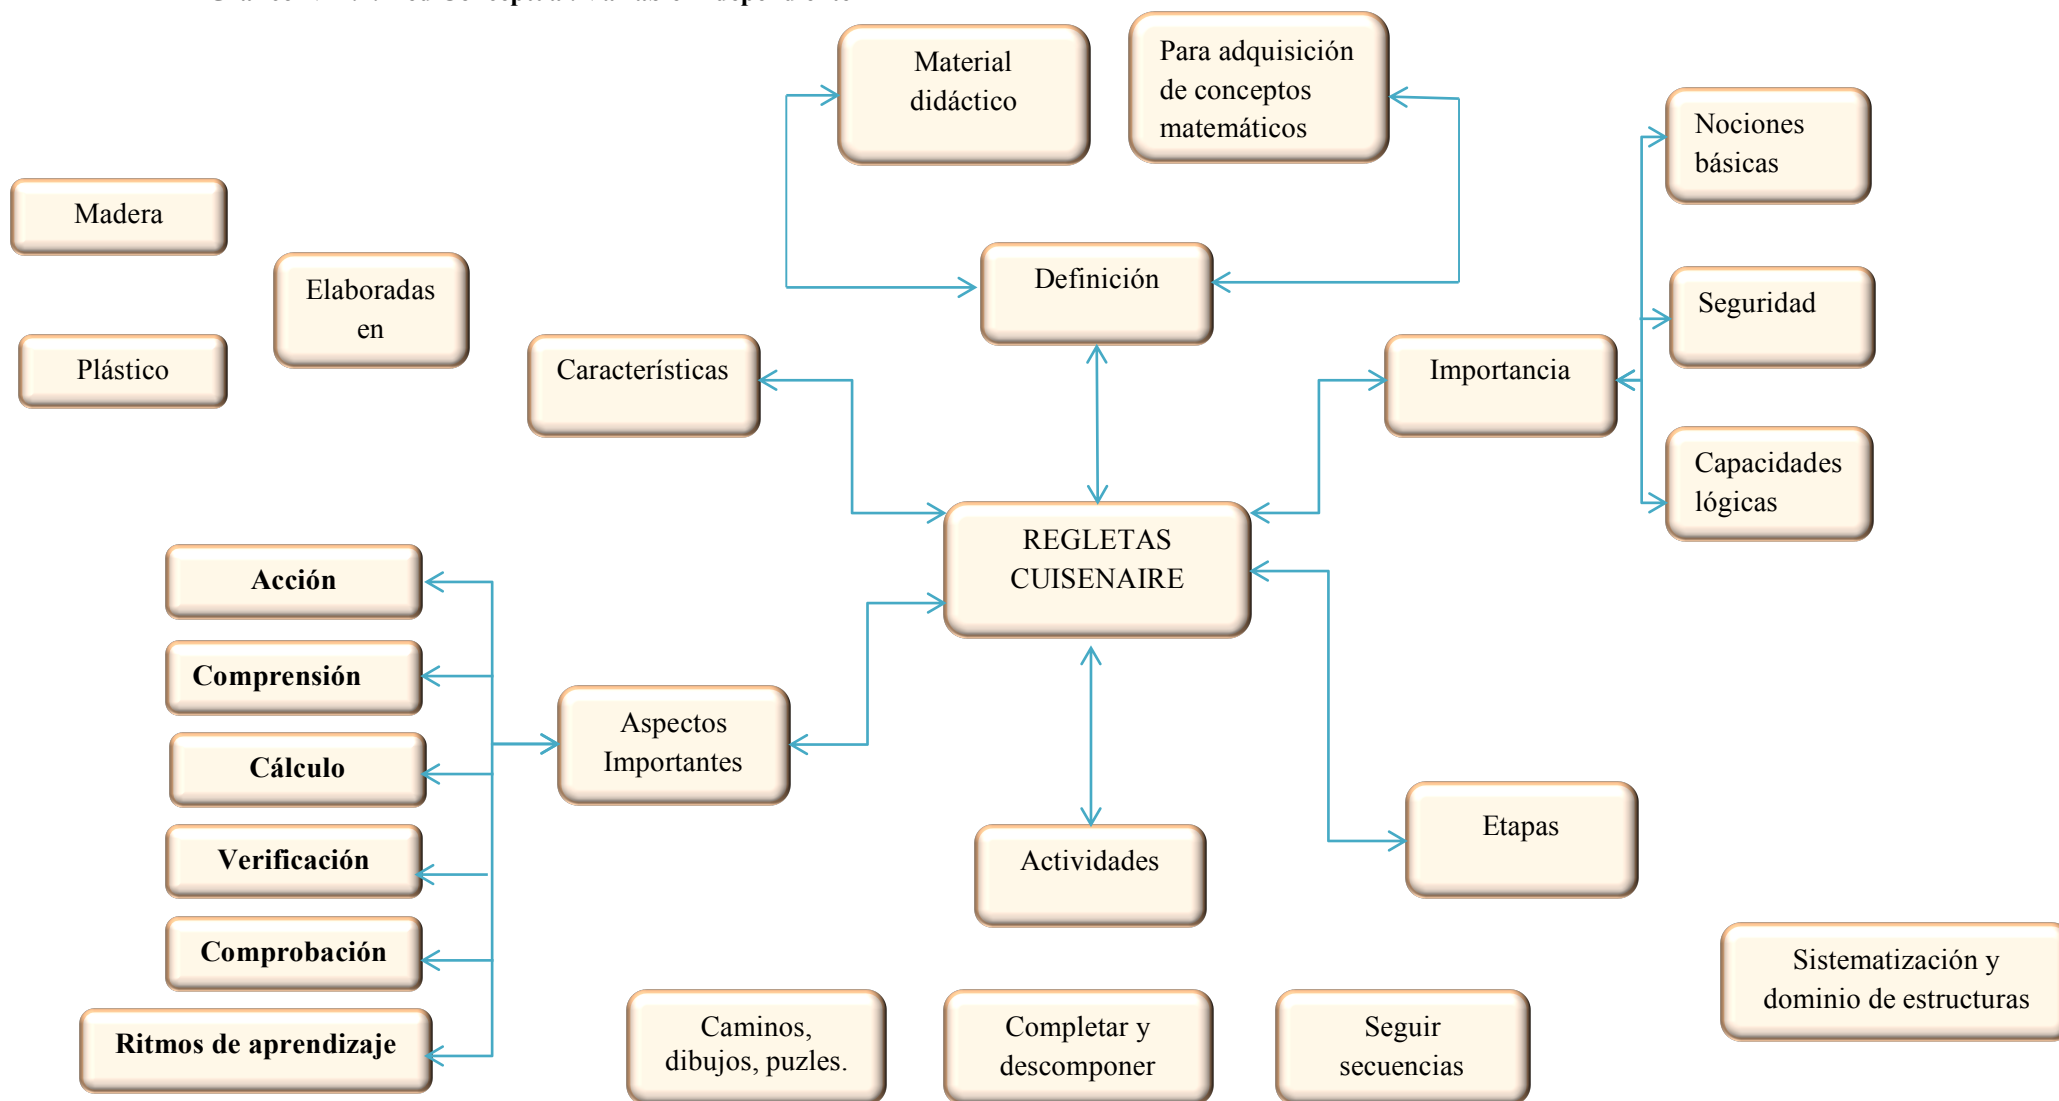 Material
didáctico
Para adquisición
de conceptos
matemáticos
Nociones
básicas
Madera
Elaboradas
en
Definición
Seguridad
Plástico
Características
Importancia
Capacidades
lógicas
REGLETAS
CUISENAIRE
Acción
Comprensión
Aspectos
Importantes
Cálculo
Verificación
Etapas
Actividades
Comprobación
Sistematización y
dominio de estructuras
Ritmos de aprendizaje
Caminos,
dibujos, puzles.
Completar y
descomponer
Seguir
secuencias